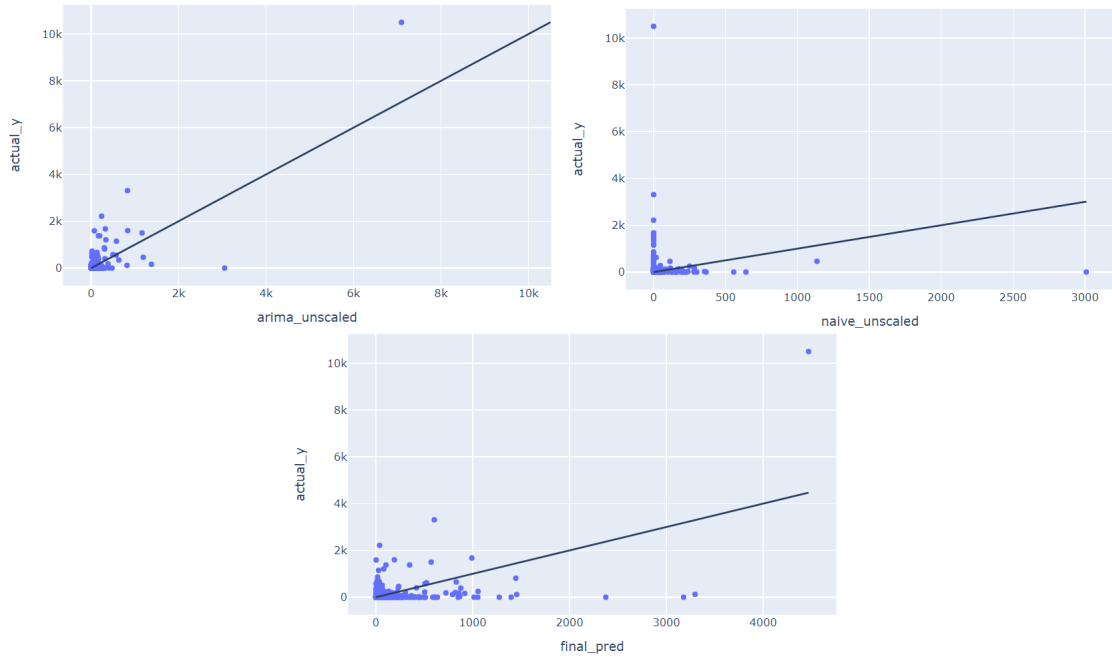 10k
8k
6k
4k
2k
0
actual_y
0
2k
4k
6k
8k
10k
arima_unscaled
10k
8k
6k
4k
2k
0
actual_y
0
500
1000
1500
2000
2500
3000
naive_unscaled
10k
8k
6k
4k
2k
0
actual_y
0
1000
2000
3000
4000
final_pred